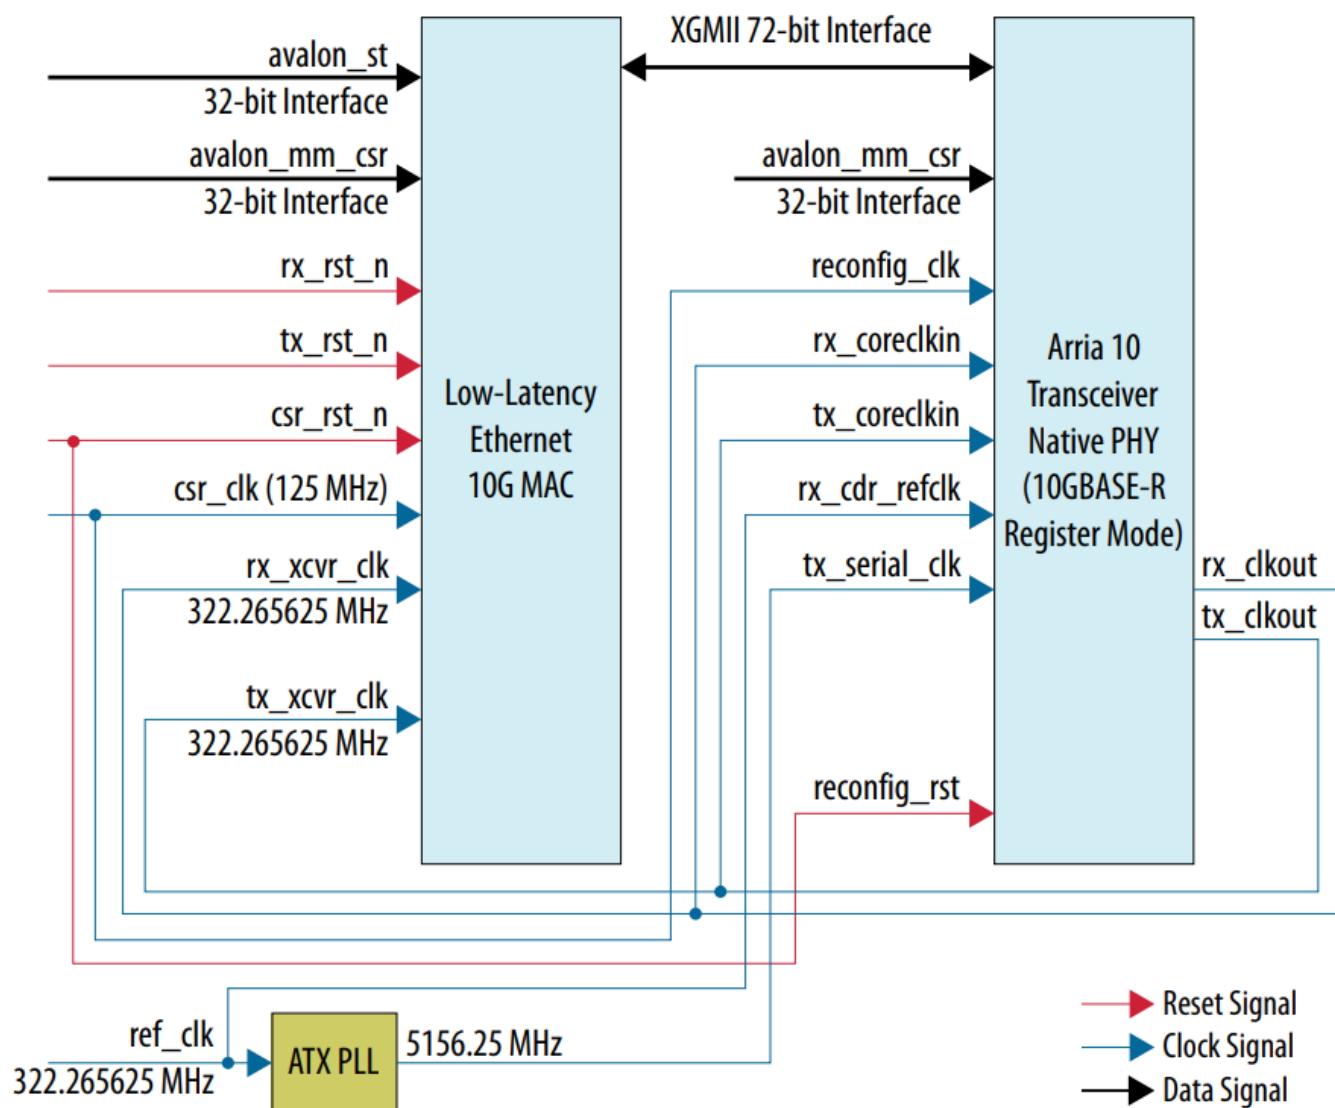 XGMII 72-bit Interface
avalon_st
32-bit Interface
avalon_mm_csr
32-bit Interface
avalon_mm_csr
32-bit Interface
rx_rst_n
reconfig_clk
tx_rst_n
rx_coreclkin
csr_rst_n
tx_coreclkin
csr_clk (125 MHz)
rx_cdr_refclk
rx_xcvr_clk
322.265625 MHz
tx_serial_clk
tx_xcvr_clk
322.265625 MHz
reconfig_rst
Low-Latency
Ethernet
10G MAC
Arria 10
Transceiver
Native PHY
(10GBASE-R
Register Mode)
rx_clkout
tx_clkout
ref_clk
322.265625 MHz
ATX PLL
5156.25 MHz
Reset Signal
Clock Signal
Data Signal